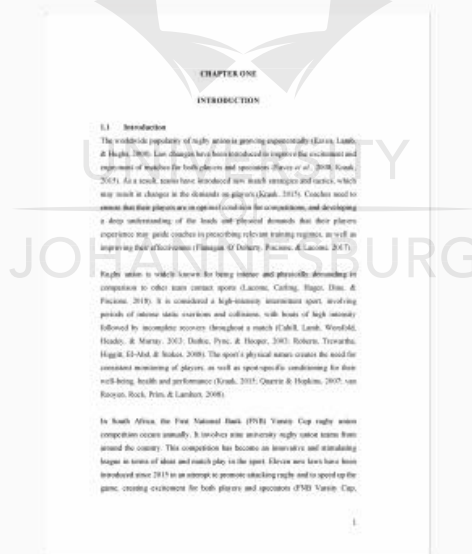 CHAPTER ONE
INTRODUCTION
1.1 Introduction
The worldwide popularity of rugby union is growing exponentially (Eaves, Lamb,
& Hughes, 2008). Law changes have been introduced to improve the excitement and
enjoyment of matches for both players and spectators (Eaves et al., 2008; Kraak,
2015). As a result, teams have introduced new match strategies and tactics, which
may result in changes to the demands on players (Kraak, 2015). Coaches need to
ensure that their players are in optimal condition for competitions, and developing
a deep understanding of the loads and physical demands that their players
experience may guide coaches in prescribing relevant training regimes, as well as
improving their effectiveness (Flanagan, O'Doherty, Piscione, & Lacome, 2017).
Rugby union is widely known for being intense and physically demanding in
comparison to other team contact sports (Lacome, Carling, Hager, Dine, &
Piscione, 2018). It is considered a high-intensity intermittent sport, involving
periods of intense static exertions and collisions, with bouts of high intensity
followed by incomplete recovery throughout a match (Cahill, Lamb, Worsfold,
Headey, & Murray, 2013; Duthie, Pyne, & Hooper, 2003; Roberts, Trewartha,
Higgitt, El-Abd, & Stokes, 2008). The sport's physical nature creates the need for
consistent monitoring of players, as well as sport-specific conditioning for their
well-being, health and performance (Kraak, 2015; Quarrie & Hopkins, 2007; van
Rooyen, Rock, Prim, & Lambert, 2008).
In South Africa, the First National Bank (FNB) Varsity Cup rugby union
competition occurs annually. It involves nine university rugby union teams from
around the country. This competition has become an innovative and stimulating
league in terms of ideas and match play in the sport. Eleven new laws have been
introduced since 2015 in an attempt to promote attacking rugby and to speed up the
game, creating excitement for both players and spectators (FNB Varsity Cup,
1
UNIVERSITY
JOHANNESBURG